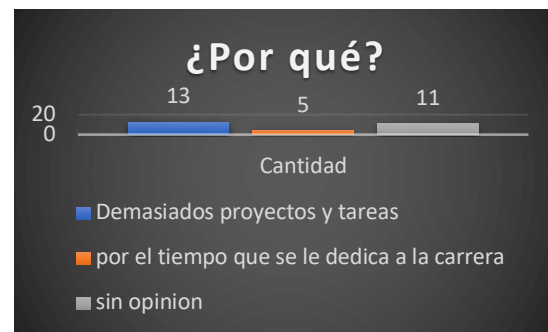 ¿Por qué?
13 5 11
20
0
Cantidad
Demasiados proyectos y tareas
por el tiempo que se le dedica a la carrera
sin opinion